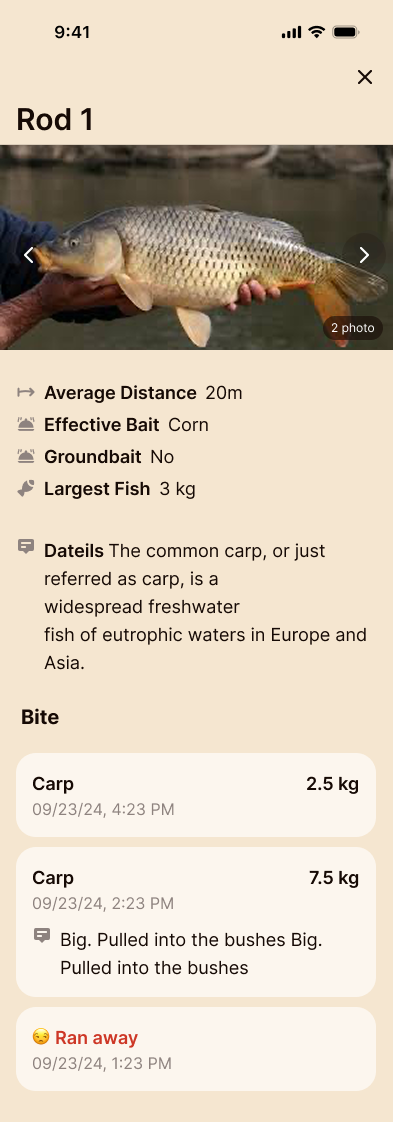 9:41
Rod 1
2 photo
Average Distance 20m
Effective Bait Corn
Groundbait No
Largest Fish 3 kg
Dateils The common carp, or just
referred as carp, is a
widespread freshwater
fish of eutrophic waters in Europe and
Asia.
Bite
Carp 2.5 kg
09/23/24, 4:23 PM
Carp 7.5 kg
09/23/24, 2:23 PM
Big. Pulled into the bushes Big.
Pulled into the bushes
😒 Ran away
09/23/24, 1:23 PM